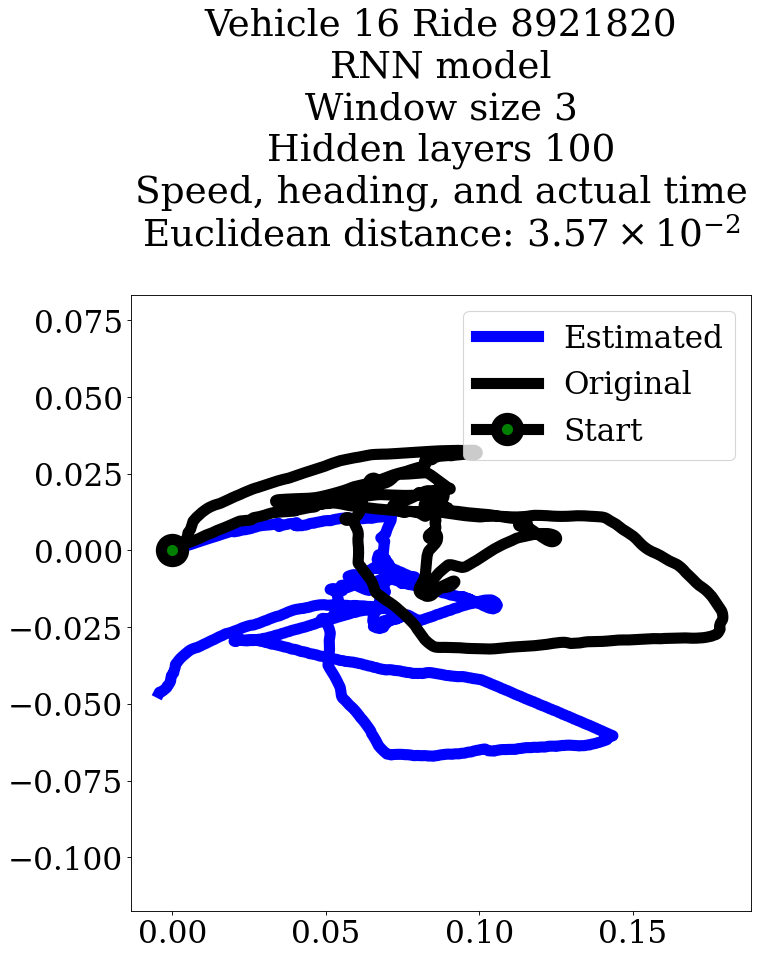 Vehicle 16 Ride 8921820
RNN model
Window size 3
Hidden layers 100
Speed, heading, and actual time
Euclidean distance: 3.57 × 10⁻²
Estimated
Original
Start
0.075
0.050
0.025
0.000
−0.025
−0.050
−0.075
−0.100
0.00 0.05 0.10 0.15